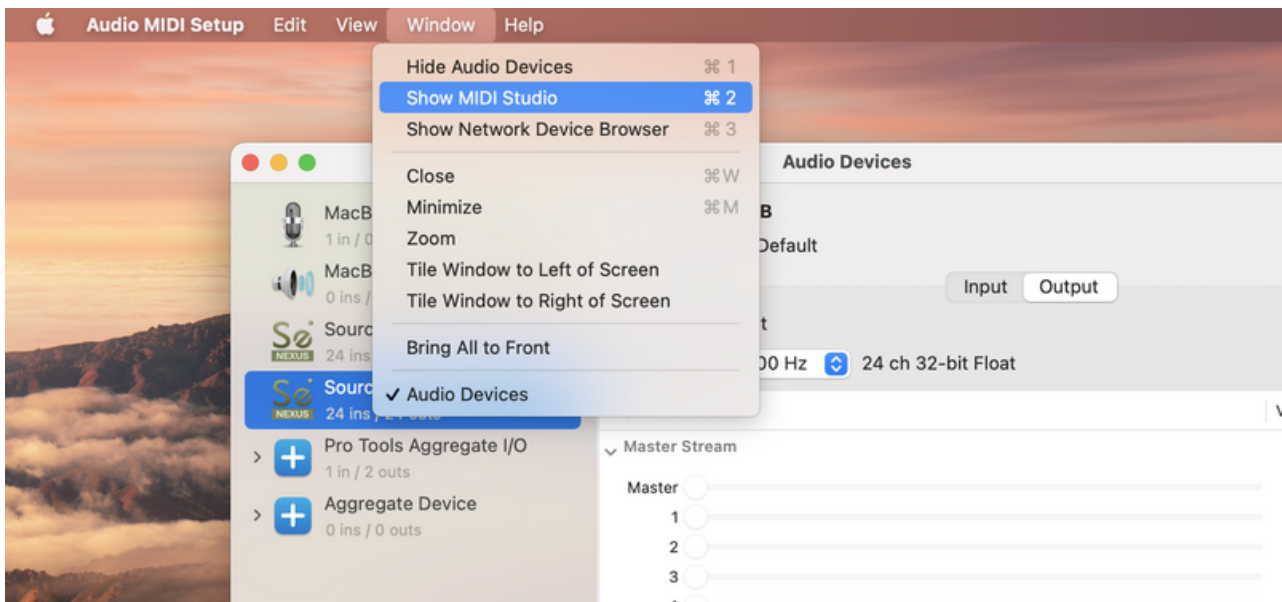 Audio MIDI Setup Edit View Window Help
Hide Audio Devices ⌘ 1
Show MIDI Studio ⌘ 2
Show Network Device Browser ⌘ 3
Close ⌘ W
Minimize ⌘ M
Zoom
Tile Window to Left of Screen
Tile Window to Right of Screen
Bring All to Front
✓ Audio Devices
Audio Devices
MacB
1 in / 0
MacB
0 ins /
Se Sourc
NEXUS 24 ins
Se Sourc
NEXUS 24 ins /
Pro Tools Aggregate I/O
1 in / 2 outs
Aggregate Device
0 ins / 0 outs
B
Default
Input Output
t
00 Hz 24 ch 32-bit Float
V
Master Stream
Master
1
2
3